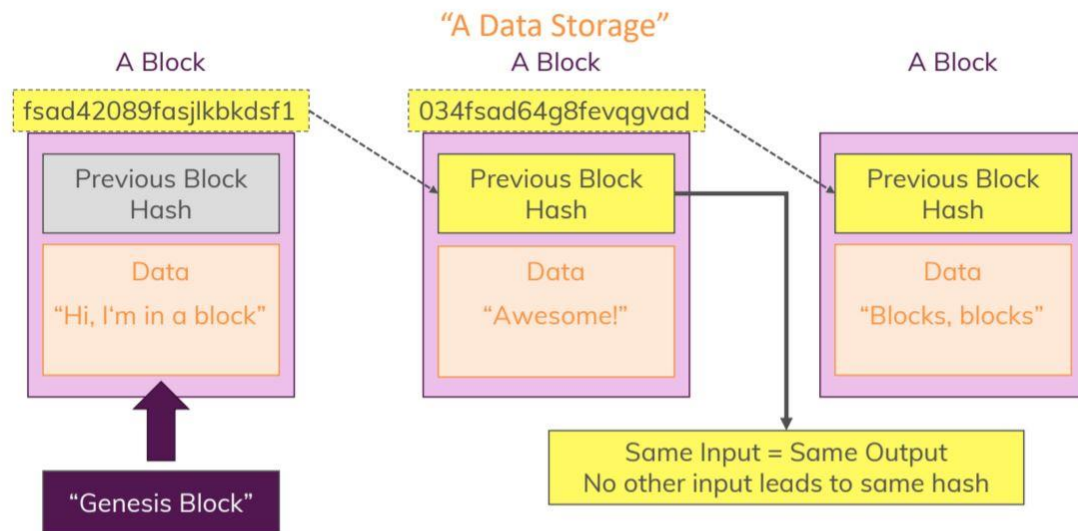 “A Data Storage”
A Block
A Block
A Block
fsad42089fasjlkbkdsf1
034fsad64g8fevqgvad
Previous Block
Hash
Previous Block
Hash
Previous Block
Hash
Data
“Hi, I‘m in a block”
Data
“Awesome!”
Data
“Blocks, blocks”
“Genesis Block”
Same Input = Same Output
No other input leads to same hash